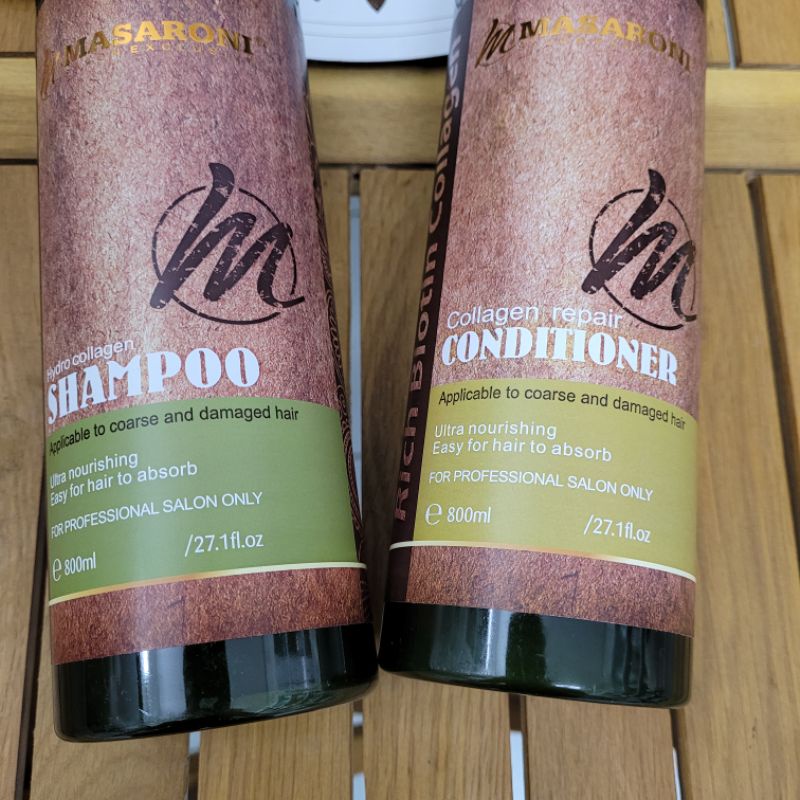 MASARONI
m
Hydro collagen
SHAMPOO
Applicable to coarse and damaged hair
Ultra nourishing
Easy for hair to absorb
FOR PROFESSIONAL SALON ONLY
e 800ml /27.1fl.oz
m MASARONI
m
Rich Biotin Collagen
Collagen repair
CONDITIONER
Applicable to coarse and damaged hair
Ultra nourishing
Easy for hair to absorb
FOR PROFESSIONAL SALON ONLY
e 800ml /27.1fl.oz